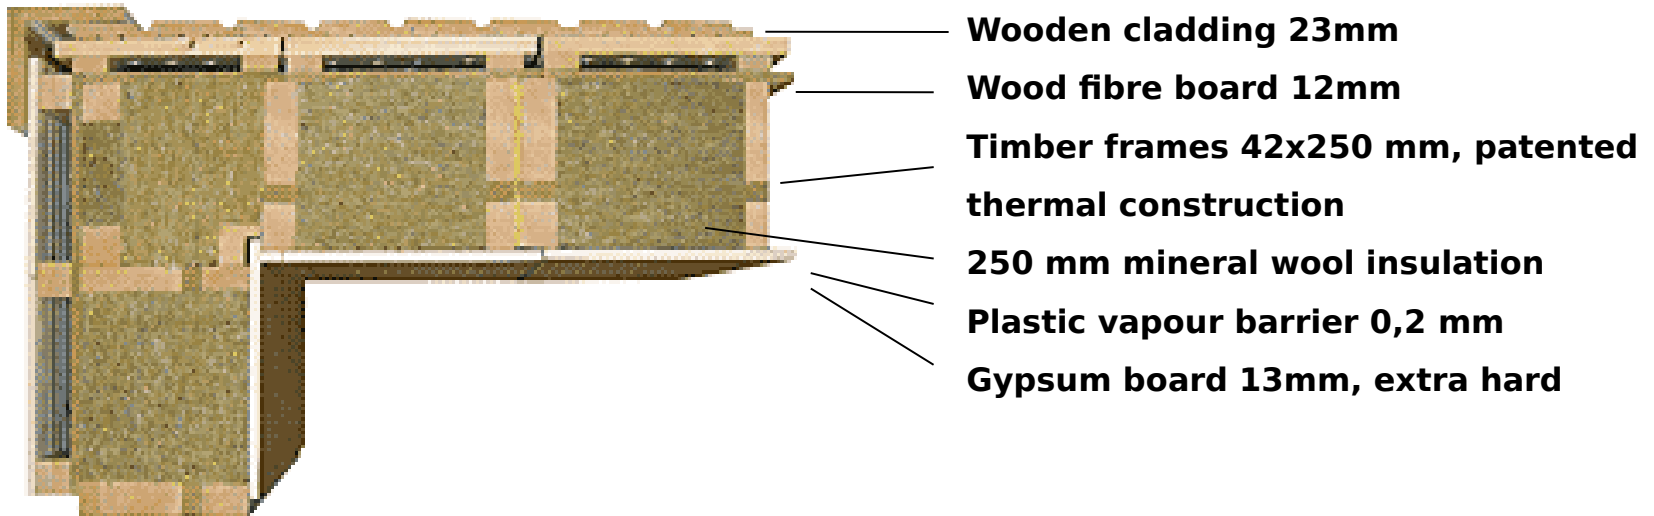 Wooden cladding 23mm
Wood fibre board 12mm
Timber frames 42x250 mm, patented
thermal construction
250 mm mineral wool insulation
Plastic vapour barrier 0,2 mm
Gypsum board 13mm, extra hard